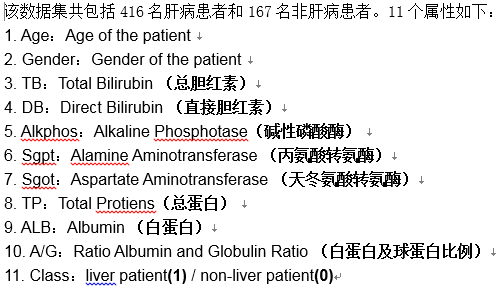 该数据集共包括 416 名肝病患者和 167 名非肝病患者。11 个属性如下：
1. Age：Age of the patient
2. Gender：Gender of the patient
3. TB：Total Bilirubin （总胆红素）
4. DB：Direct Bilirubin （直接胆红素）
5. Alkphos：Alkaline Phosphotase（碱性磷酸酶）
6. Sgpt：Alamine Aminotransferase （丙氨酸转氨酶）
7. Sgot：Aspartate Aminotransferase （天冬氨酸转氨酶）
8. TP：Total Protiens（总蛋白）
9. ALB：Albumin （白蛋白）
10. A/G：Ratio Albumin and Globulin Ratio （白蛋白及球蛋白比例）
11. Class：liver patient(1) / non-liver patient(0)